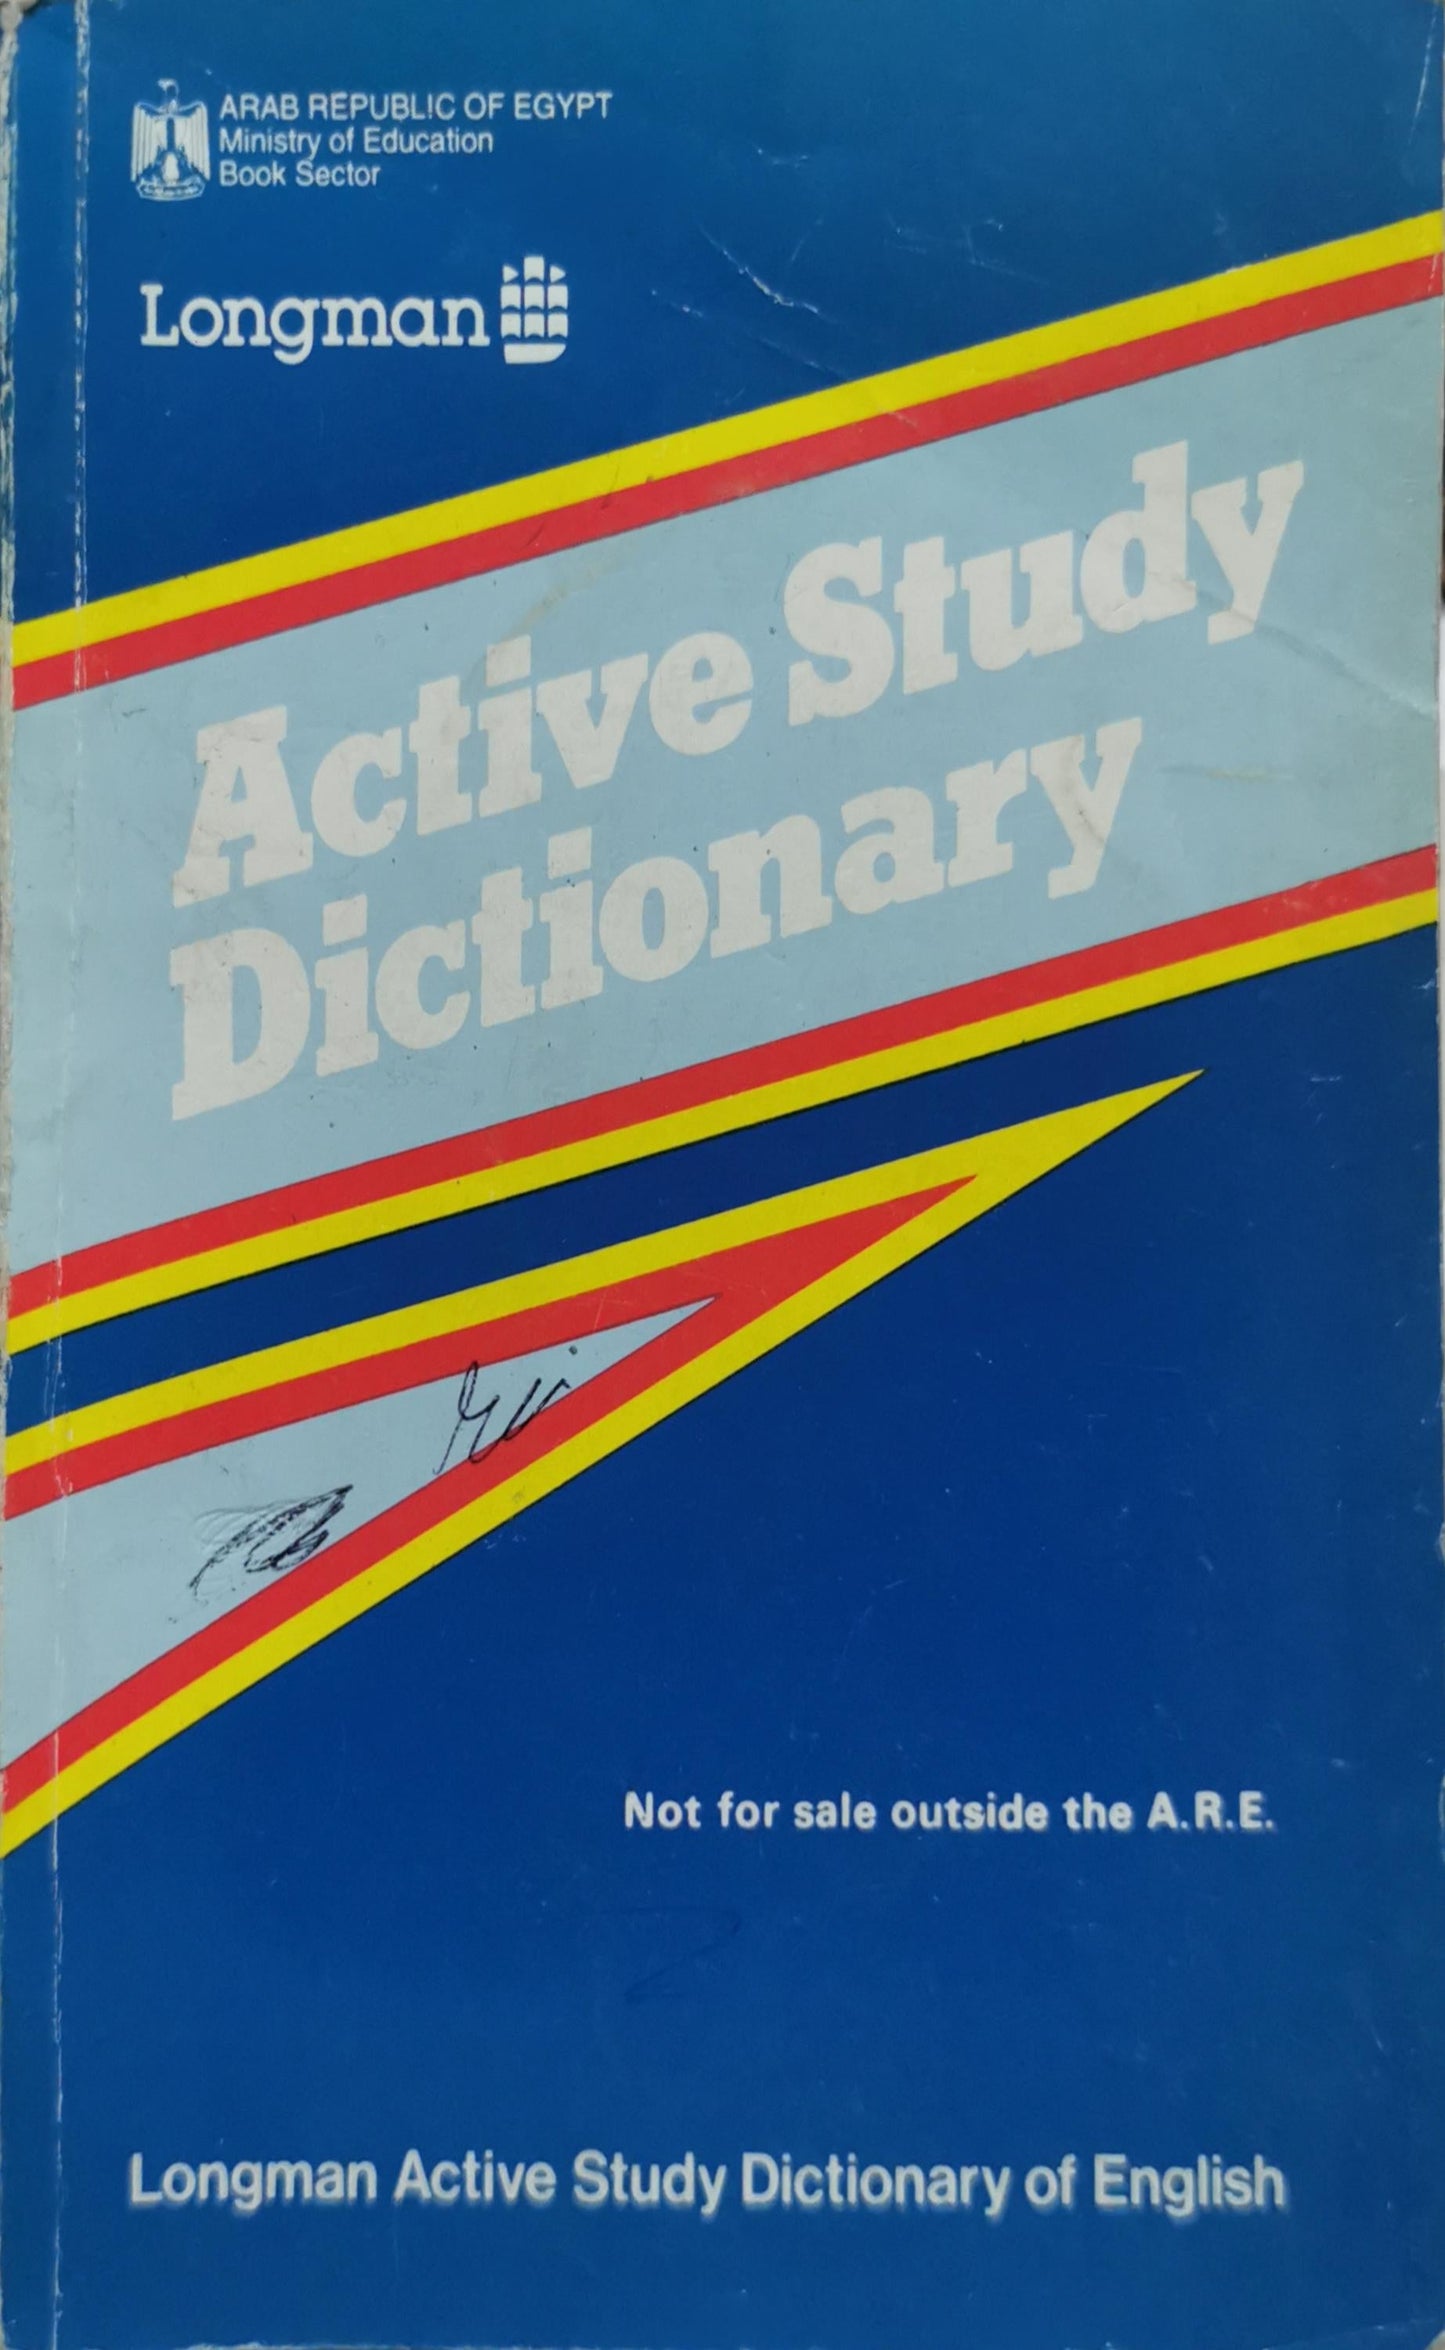 ARAB REPUBLIC OF EGYPT
Ministry of Education
Book Sector
Longman
Active Study
Dictionary
Not for sale outside the A.R.E.
Longman Active Study Dictionary of English